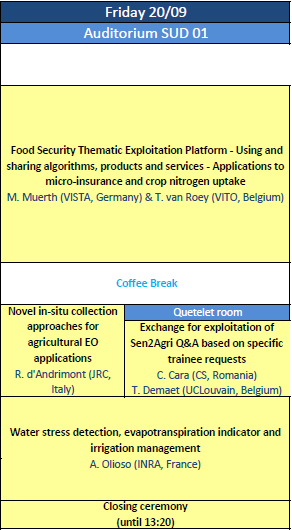 Friday 20/09
Auditorium SUD 01
Food Security Thematic Exploitation Platform - Using and
sharing algorithms, products and services - Applications to
micro-insurance and crop nitrogen uptake
M. Muerth (VISTA, Germany) & T. van Roey (VITO, Belgium)
Coffee Break
Novel in-situ collection
approaches for
agricultural EO
applications
R. d'Andrimont (JRC,
Italy)
Quetelet room
Exchange for exploitation of
Sen2Agri Q&A based on specific
trainee requests
C. Cara (CS, Romania)
T. Demaet (UCLouvain, Belgium)
Water stress detection, evapotranspiration indicator and
irrigation management
A. Olioso (INRA, France)
Closing ceremony
(until 13:20)